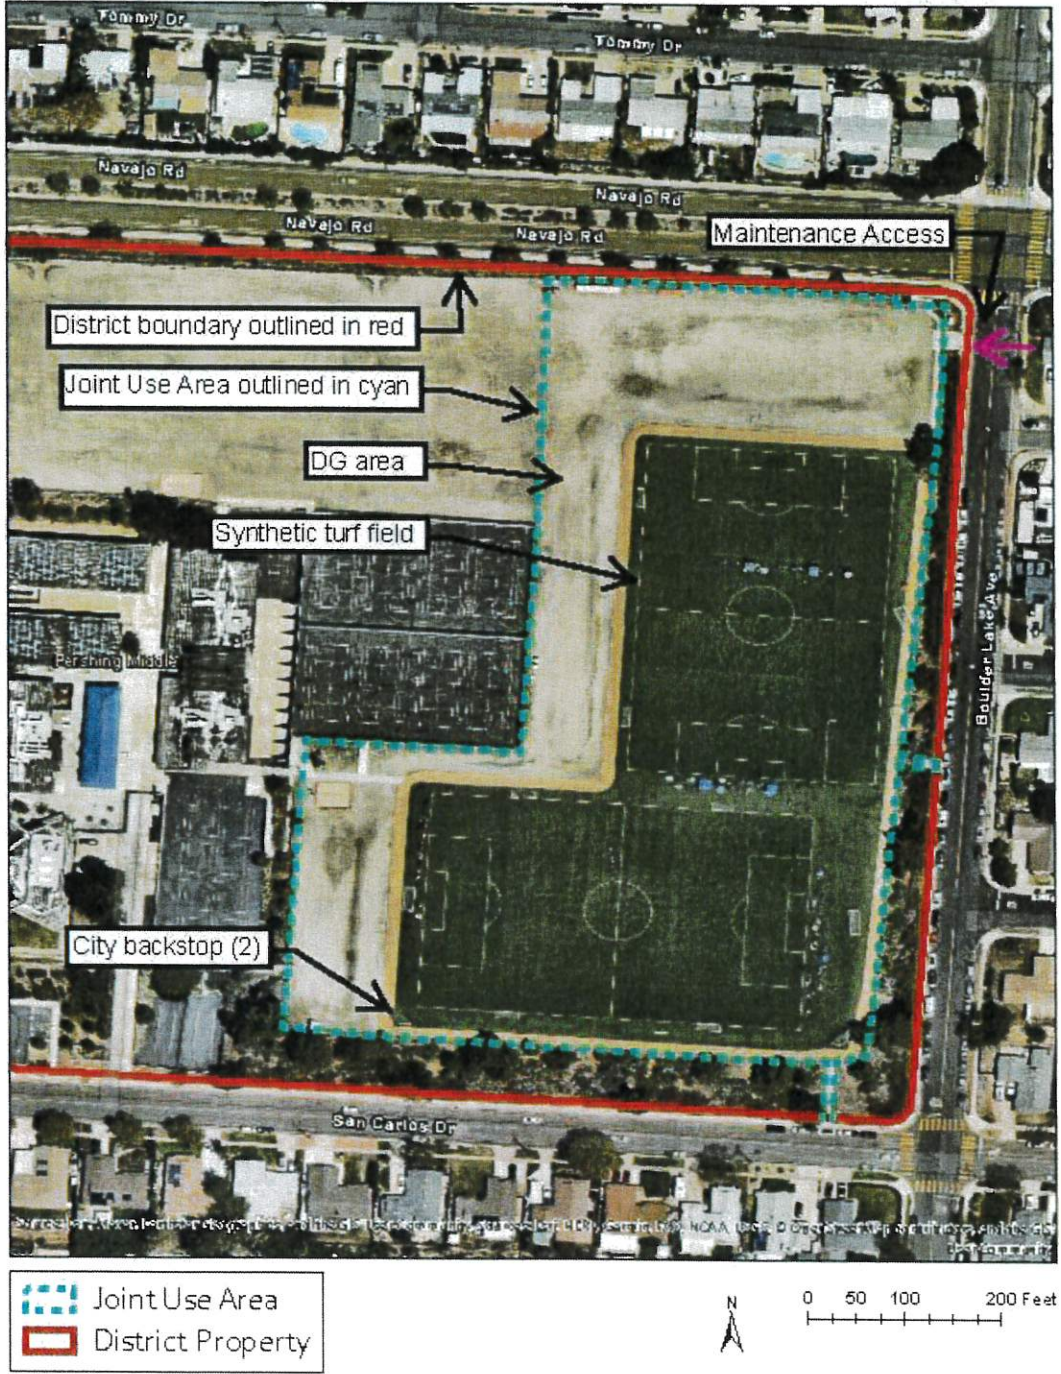 Tommy Dr
Tommy Dr
Navajo Rd
Navajo Rd
Navajo Rd
Navajo Rd
Maintenance Access
District boundary outlined in red
Joint Use Area outlined in cyan
DG area
Synthetic turf field
Pershing Middle
Boulder Lake Ave
City backstop (2)
San Carlos Dr
Joint Use Area
District Property
N
0 50 100 200 Feet